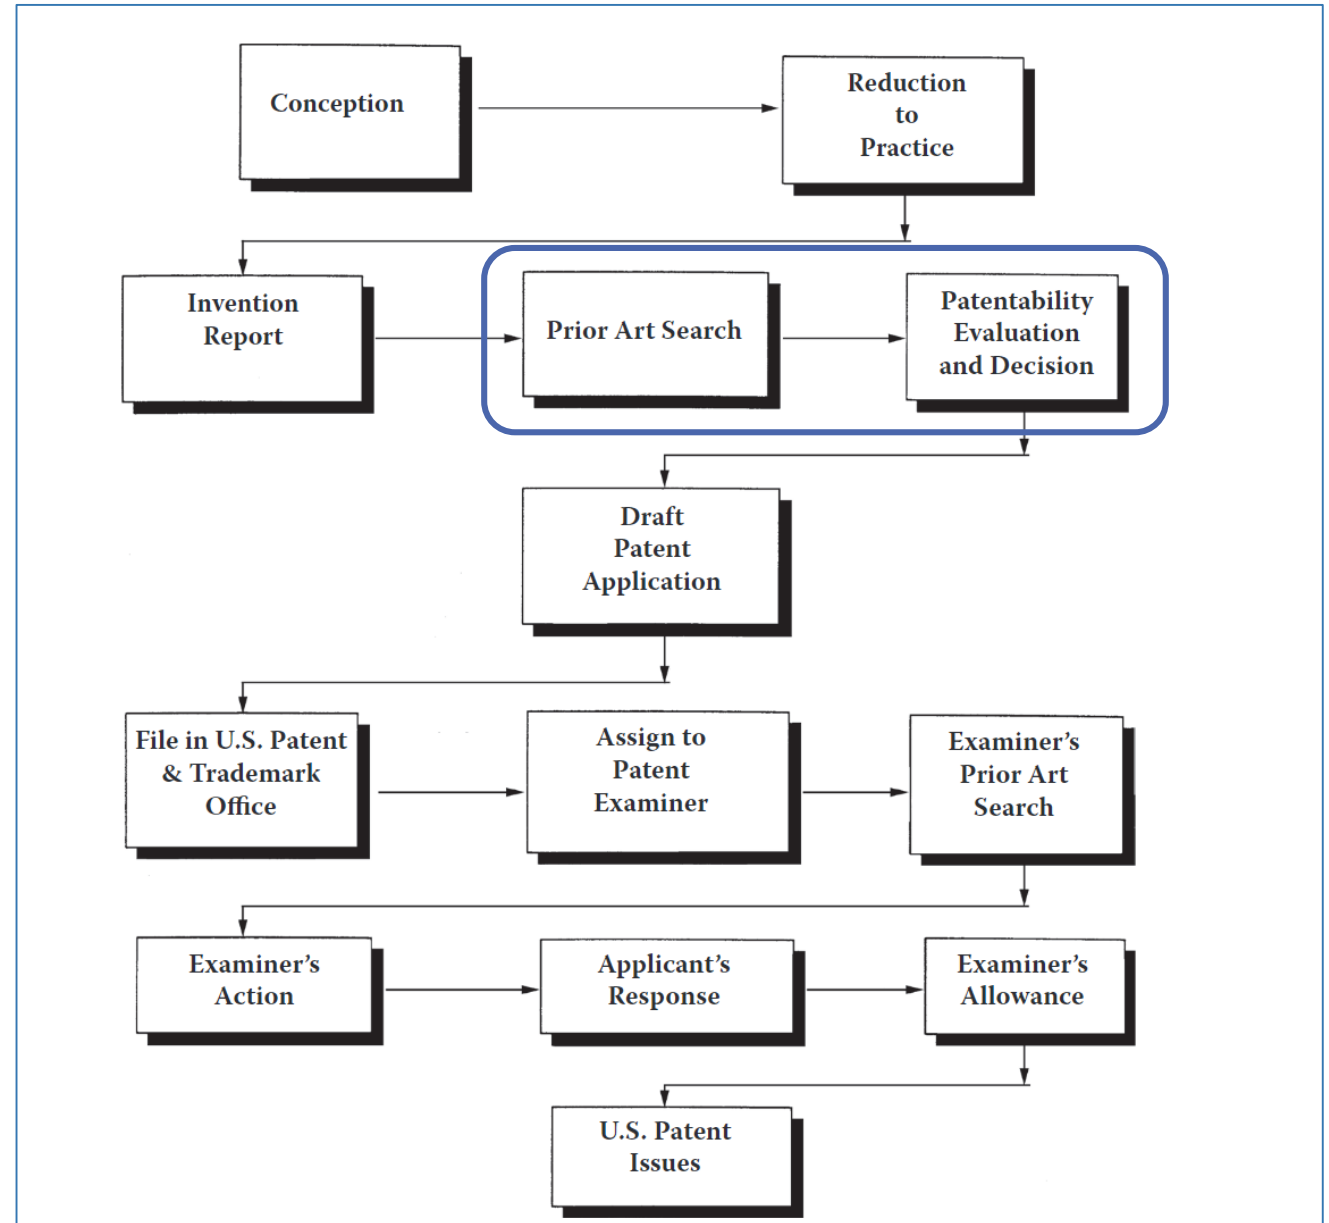 Conception
Reduction
to
Practice
Invention
Report
Prior Art Search
Patentability
Evaluation
and Decision
Draft
Patent
Application
File in U.S. Patent
& Trademark
Office
Assign to
Patent
Examiner
Examiner’s
Prior Art
Search
Examiner’s
Action
Applicant’s
Response
Examiner’s
Allowance
U.S. Patent
Issues